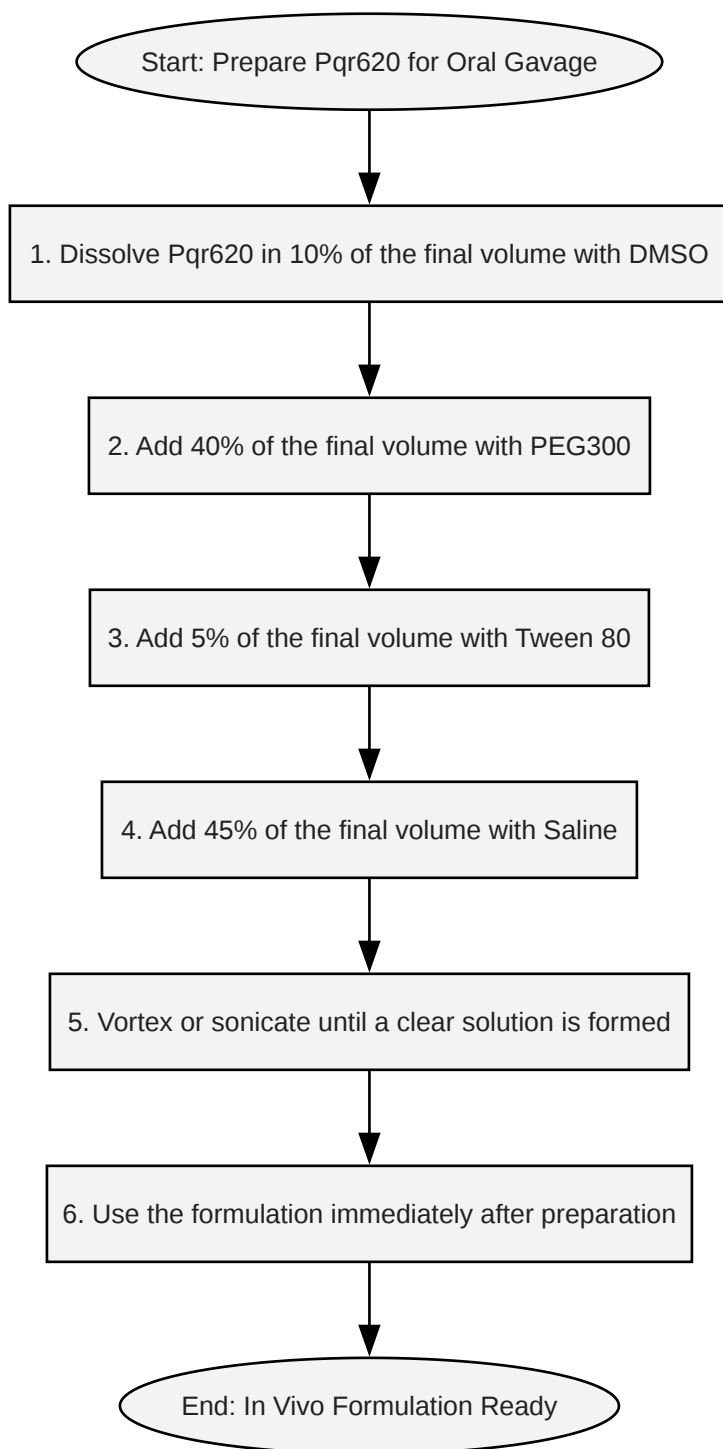 Start: Prepare Pqr620 for Oral Gavage
1. Dissolve Pqr620 in 10% of the final volume with DMSO
2. Add 40% of the final volume with PEG300
3. Add 5% of the final volume with Tween 80
4. Add 45% of the final volume with Saline
5. Vortex or sonicate until a clear solution is formed
6. Use the formulation immediately after preparation
End: In Vivo Formulation Ready